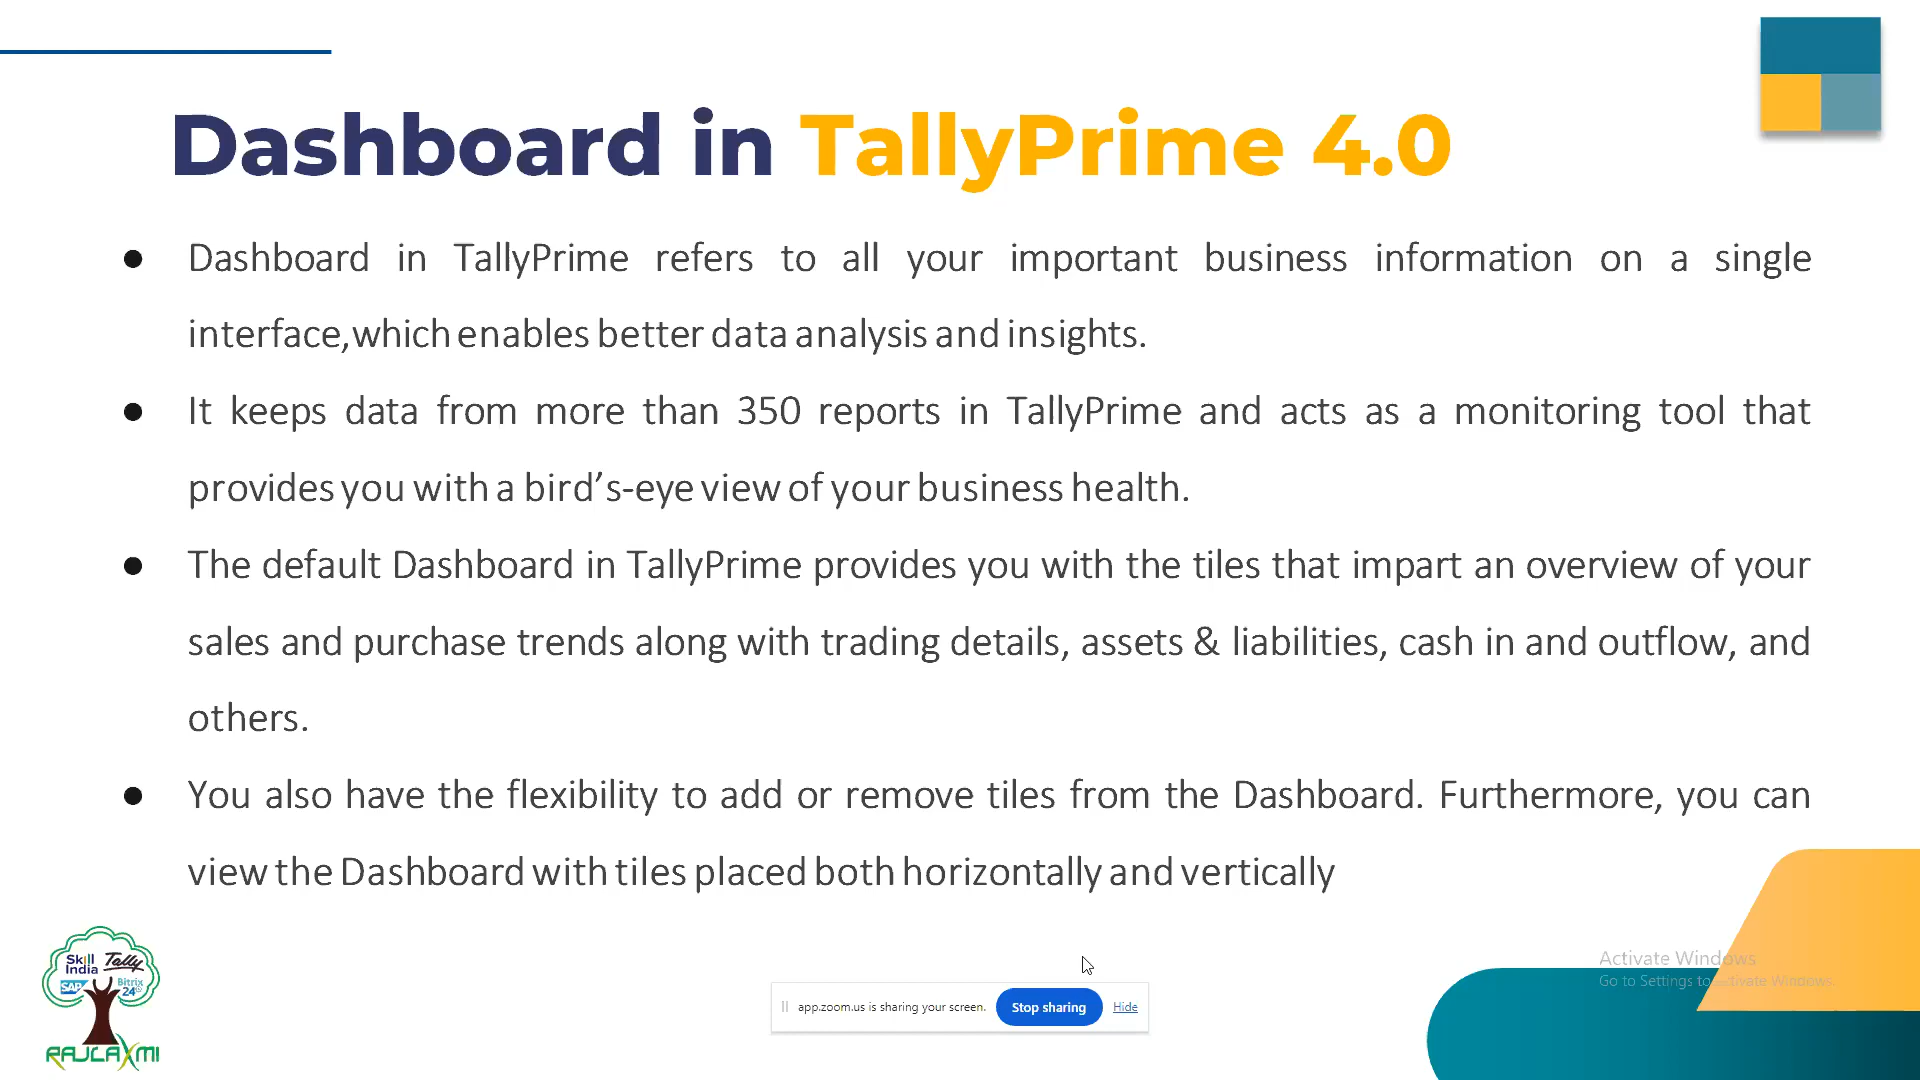 Dashboard in TallyPrime 4.0
● Dashboard in TallyPrime refers to all your important business information on a single
interface,which enables better data analysis and insights.
● It keeps data from more than 350 reports in TallyPrime and acts as a monitoring tool that
provides you with a bird’s-eye view of your business health.
● The default Dashboard in TallyPrime provides you with the tiles that impart an overview of your
sales and purchase trends along with trading details, assets & liabilities, cash in and outflow, and
others.
● You also have the flexibility to add or remove tiles from the Dashboard. Furthermore, you can
view the Dashboard with tiles placed both horizontally and vertically
Skill India Tally
SAP Bitrix 24
RAJLAXMI
app.zoom.us is sharing your screen. Stop sharing Hide
Activate Windows
Go to Settings to activate Windows.